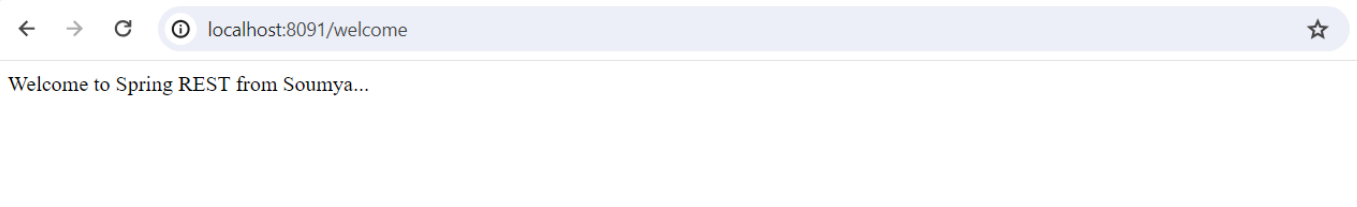 localhost:8091/welcome
Welcome to Spring REST from Soumya...